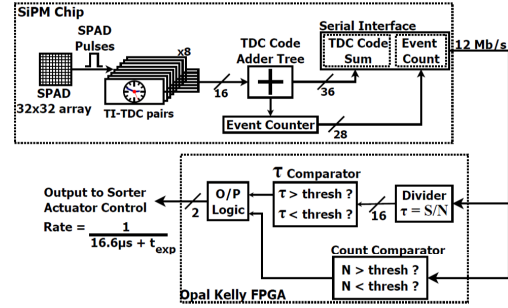 SiPM Chip
SPAD
Pulses
x8
SPAD
32x32 array
TI-TDC pairs
16
TDC Code
Adder Tree
36
Event Counter
28
Serial Interface
TDC Code
Sum
Event
Count
12 Mb/s
Output to Sorter
Actuator Control
Rate = 1
16.6μs + texp
2
O/P
Logic
τ Comparator
τ > thresh ?
τ < thresh ?
16
Divider
τ = S/N
Count Comparator
N > thresh ?
N < thresh ?
Opal Kelly FPGA